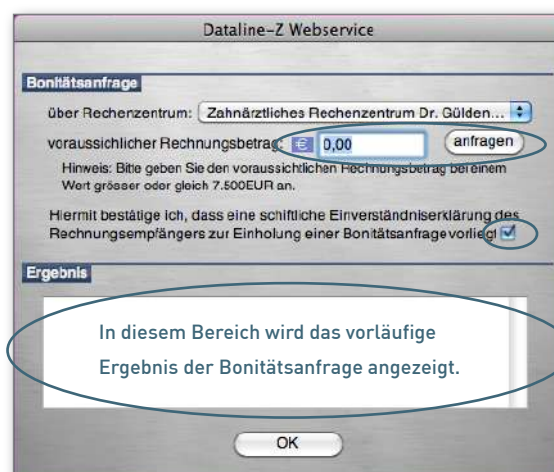 Dataline-Z Webservice
Bonitätsanfrage
über Rechenzentrum: Zahnärztliches Rechenzentrum Dr. Gülden...
voraussichlicher Rechnungsbetrag: € 0,00 anfragen
Hinweis: Bitte geben Sie den voraussichtlichen Rechnungsbetrag bei einem
Wert grösser oder gleich 7.500EUR an.
Hiermit bestätige ich, dass eine schiftliche Einverständniserklärung des
Rechnungsempfängers zur Einholung einer Bonitätsanfrage vorliegt
Ergebnis
In diesem Bereich wird das vorläufige
Ergebnis der Bonitätsanfrage angezeigt.
OK